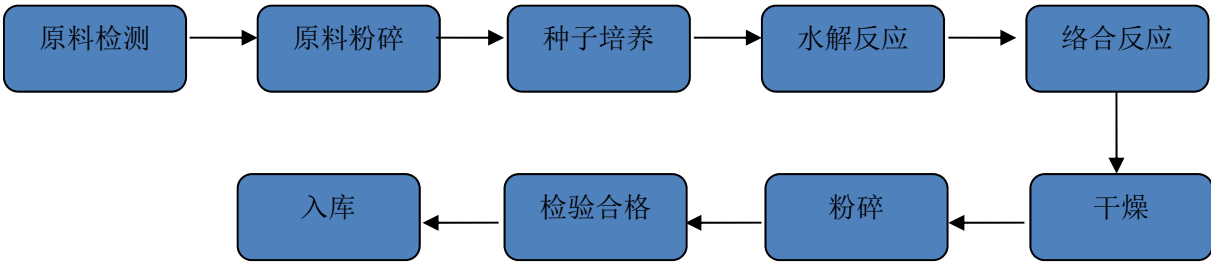 原料检测
原料粉碎
种子培养
水解反应
络合反应
干燥
粉碎
检验合格
入库